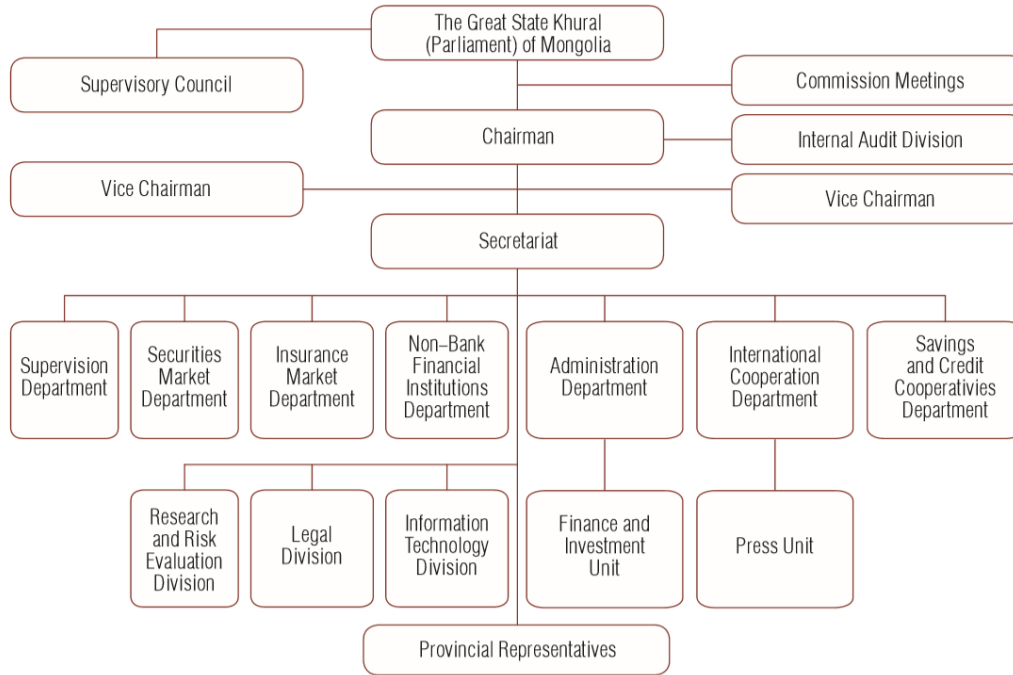 The Great State Khural
(Parliament) of Mongolia
Supervisory Council
Commission Meetings
Chairman
Internal Audit Division
Vice Chairman
Vice Chairman
Secretariat
Supervision
Department
Securities
Market
Department
Insurance
Market
Department
Non–Bank
Financial
Institutions
Department
Administration
Department
International
Cooperation
Department
Savings
and Credit
Cooperativies
Department
Research
and Risk
Evaluation
Division
Legal
Division
Information
Technology
Division
Finance and
Investment
Unit
Press Unit
Provincial Representatives